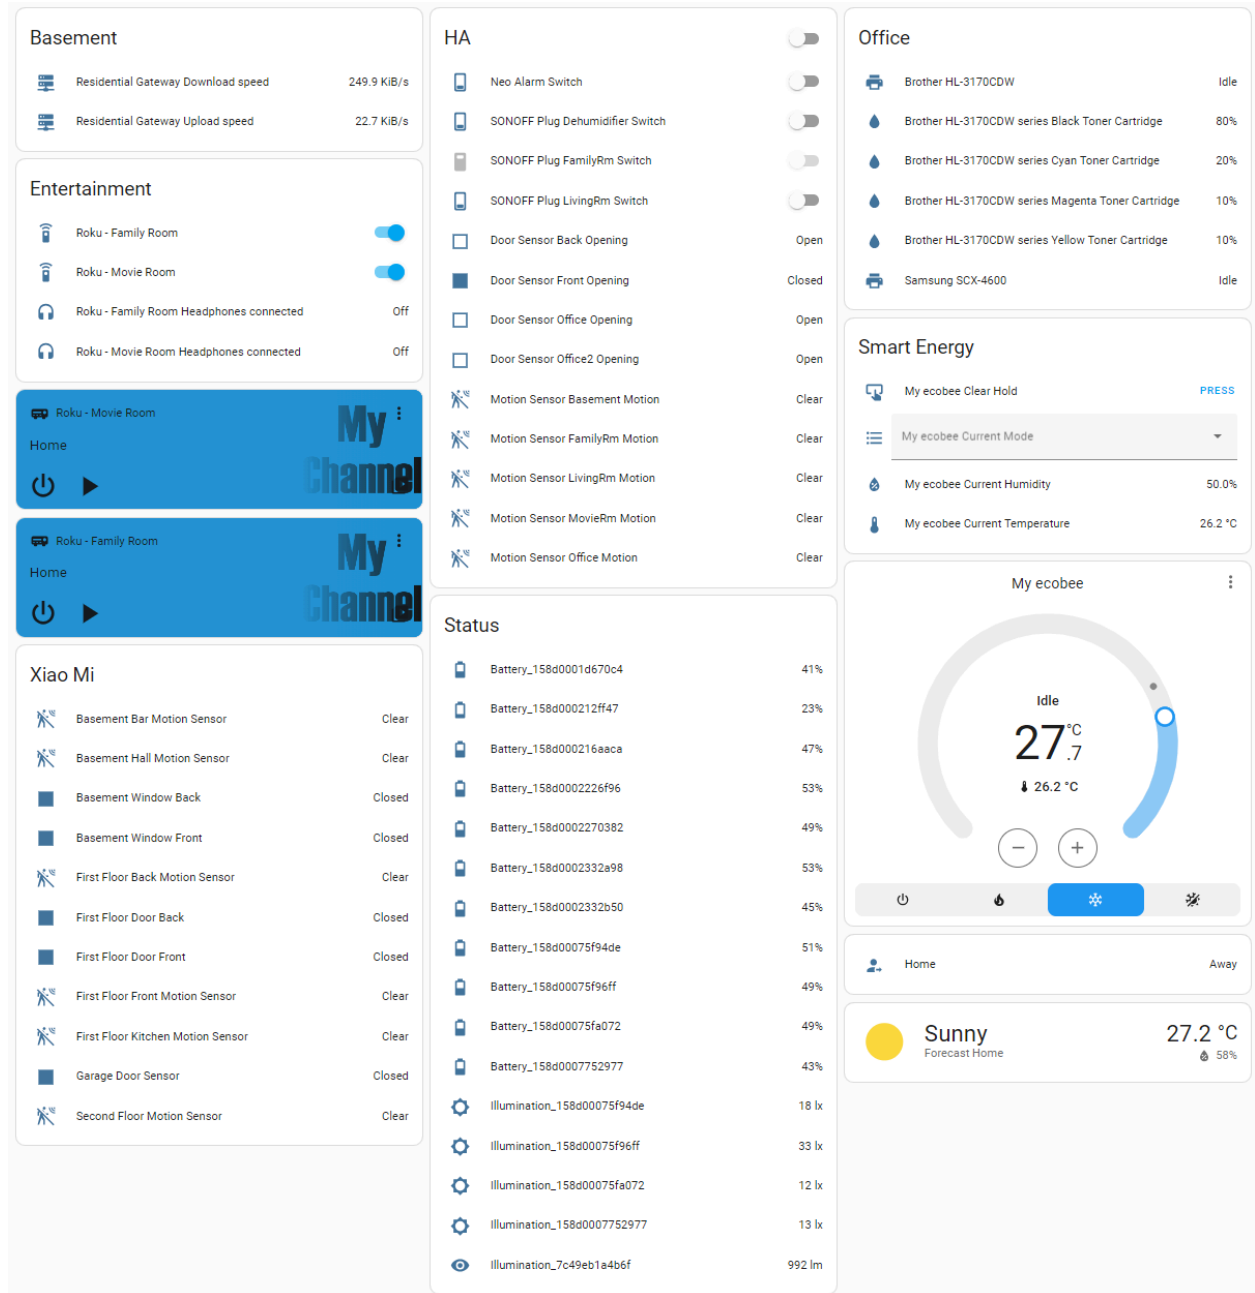 Basement
Residential Gateway Download speed 249.9 KiB/s
Residential Gateway Upload speed 22.7 KiB/s
Entertainment
Roku - Family Room
Roku - Movie Room
Roku - Family Room Headphones connected Off
Roku - Movie Room Headphones connected Off
Roku - Movie Room
Home
My
Channel
Roku - Family Room
Home
My
Channel
Xiao Mi
Basement Bar Motion Sensor Clear
Basement Hall Motion Sensor Clear
Basement Window Back Closed
Basement Window Front Closed
First Floor Back Motion Sensor Clear
First Floor Door Back Closed
First Floor Door Front Closed
First Floor Front Motion Sensor Clear
First Floor Kitchen Motion Sensor Clear
Garage Door Sensor Closed
Second Floor Motion Sensor Clear
HA
Neo Alarm Switch
SONOFF Plug Dehumidifier Switch
SONOFF Plug FamilyRm Switch
SONOFF Plug LivingRm Switch
Door Sensor Back Opening Open
Door Sensor Front Opening Closed
Door Sensor Office Opening Open
Door Sensor Office2 Opening Open
Motion Sensor Basement Motion Clear
Motion Sensor FamilyRm Motion Clear
Motion Sensor LivingRm Motion Clear
Motion Sensor MovieRm Motion Clear
Motion Sensor Office Motion Clear
Status
Battery_158d0001d670c4 41%
Battery_158d000212ff47 23%
Battery_158d000216aaca 47%
Battery_158d0002226f96 53%
Battery_158d0002270382 49%
Battery_158d0002332a98 53%
Battery_158d0002332b50 45%
Battery_158d00075f94de 51%
Battery_158d00075f96ff 49%
Battery_158d00075fa072 49%
Battery_158d0007752977 43%
Illumination_158d00075f94de 18 lx
Illumination_158d00075f96ff 33 lx
Illumination_158d00075fa072 12 lx
Illumination_158d0007752977 13 lx
Illumination_7c49eb1a4b6f 992 lm
Office
Brother HL-3170CDW Idle
Brother HL-3170CDW series Black Toner Cartridge 80%
Brother HL-3170CDW series Cyan Toner Cartridge 20%
Brother HL-3170CDW series Magenta Toner Cartridge 10%
Brother HL-3170CDW series Yellow Toner Cartridge 10%
Samsung SCX-4600 Idle
Smart Energy
My ecobee Clear Hold PRESS
My ecobee Current Mode
My ecobee Current Humidity 50.0%
My ecobee Current Temperature 26.2 °C
My ecobee
Idle
27.7 °C
26.2 °C
Home Away
Sunny 27.2 °C
Forecast Home 58%